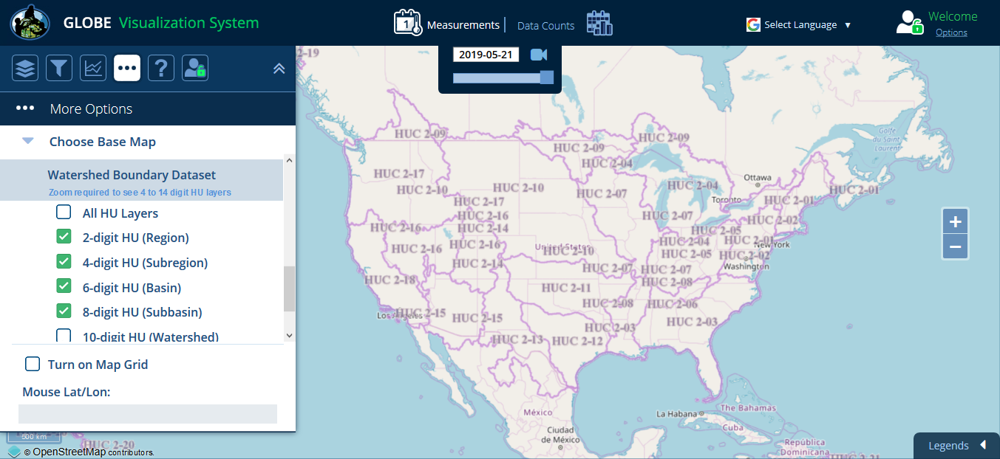 GLOBE Visualization System
1
Measurements
Data Counts
Select Language ▼
Welcome
Options
2019-05-21
More Options
Choose Base Map
Watershed Boundary Dataset
Zoom required to see 4 to 14 digit HU layers
All HU Layers
2-digit HU (Region)
4-digit HU (Subregion)
6-digit HU (Basin)
8-digit HU (Subbasin)
10-digit HU (Watershed)
Turn on Map Grid
Mouse Lat/Lon:
500 km
© OpenStreetMap contributors.
2-19
HUC 2-09
HUC 2-09
HUC 2-09
HUC 2-04
Golfe
du Saint
Laurent
HUC 2-17
HUC 2-10
HUC 2-10
HUC 2-07
HUC 2-04
Ottawa
Toronto
HUC 2-01
HUC 2-01
HUC 2-17
HUC 2-16
HUC 2-14
HUC 2-07
HUC 2-02
HUC 2-16
HUC 2-16
HUC 2-16
HUC 2-05
HUC 2-04
HUC 2-01
New York
United States
HUC 2-10
HUC 2-05
HUC 2-02
Washington
HUC 2-14
HUC 2-07
HUC 2-07
HUC 2-18
HUC 2-11
HUC 2-08
HUC 2-08
HUC 2-06
Los Angeles
HUC 2-15
HUC 2-15
HUC 2-03
HUC 2-03
HUC 2-13
HUC 2-12
México
Ciudad
de México
La Habana
The Bahamas
Cuba
República
Dominicana
HUC 2-20
HUC 2-21
+
−
Legends